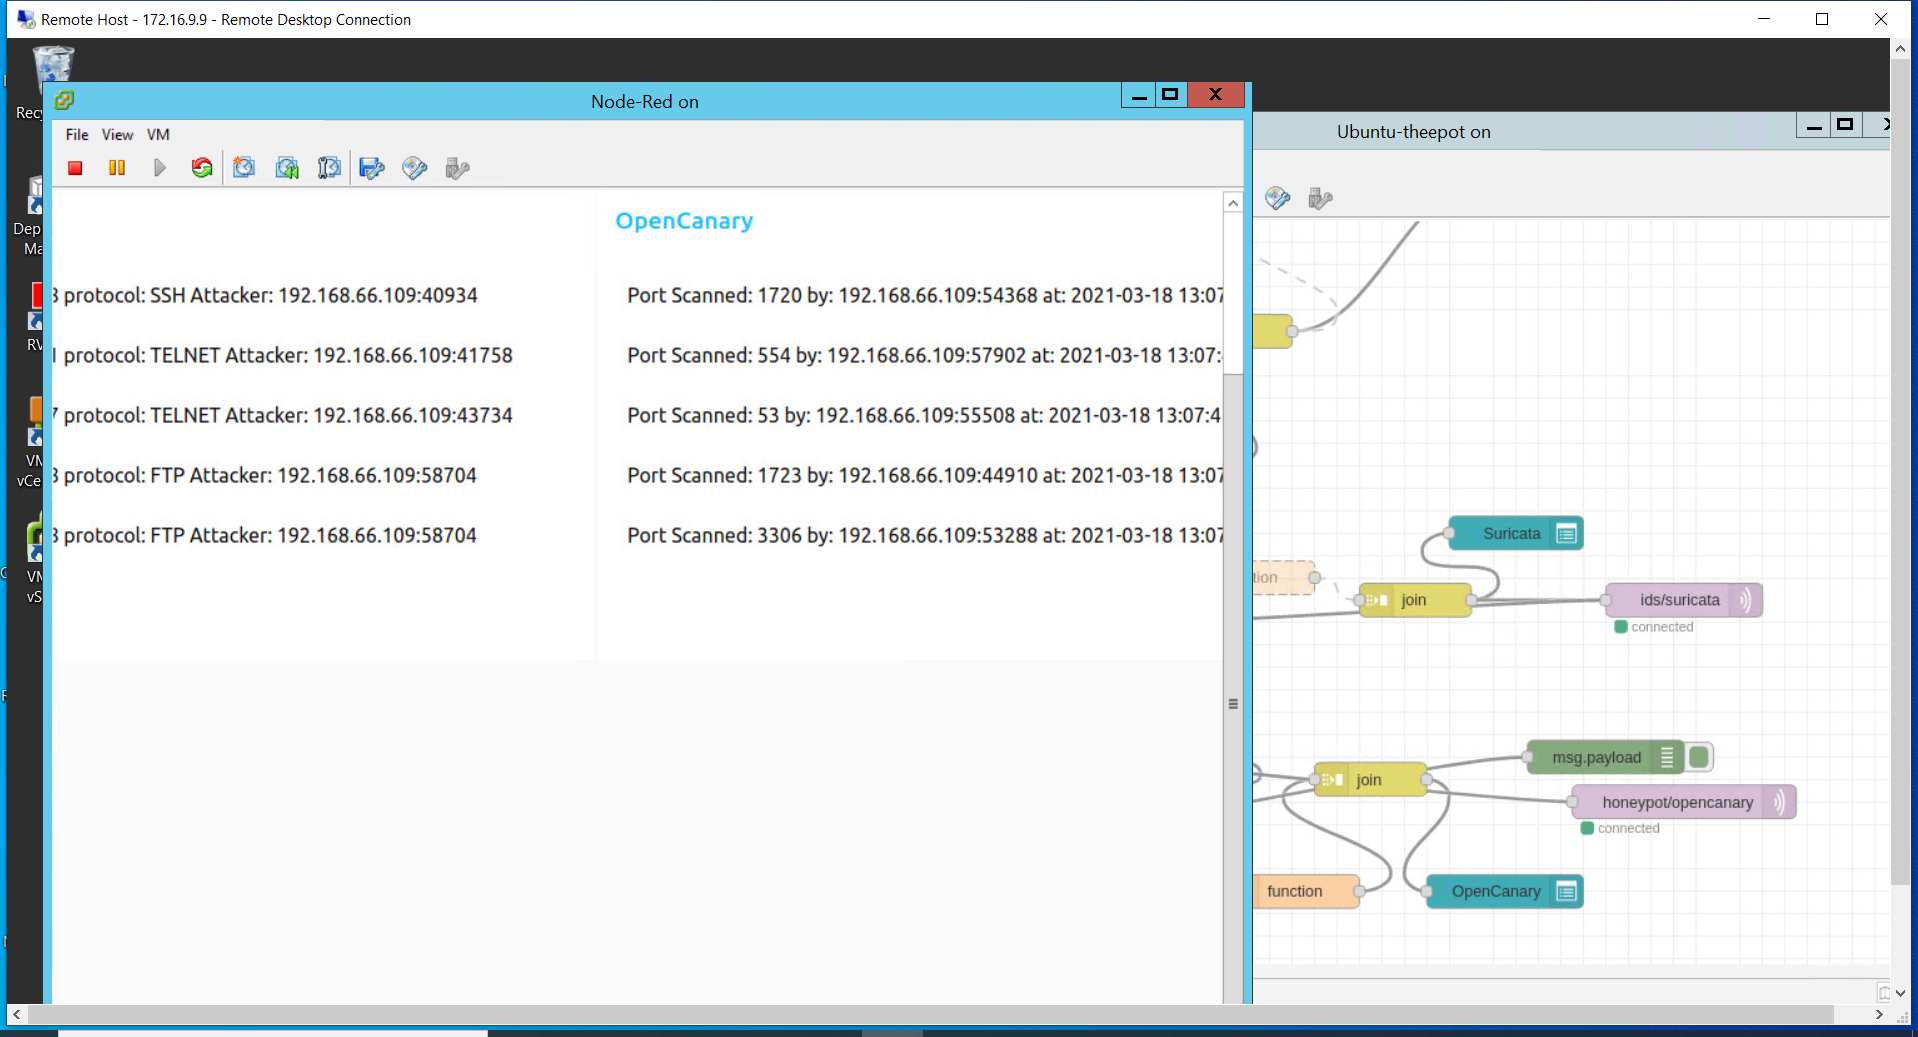 Remote Host - 172.16.9.9 - Remote Desktop Connection
Node-Red on
File View VM
OpenCanary
3 protocol: SSH Attacker: 192.168.66.109:40934
protocol: TELNET Attacker: 192.168.66.109:41758
7 protocol: TELNET Attacker: 192.168.66.109:43734
3 protocol: FTP Attacker: 192.168.66.109:58704
3 protocol: FTP Attacker: 192.168.66.109:58704
Port Scanned: 1720 by: 192.168.66.109:54368 at: 2021-03-18 13:07
Port Scanned: 554 by: 192.168.66.109:57902 at: 2021-03-18 13:07:
Port Scanned: 53 by: 192.168.66.109:55508 at: 2021-03-18 13:07:4
Port Scanned: 1723 by: 192.168.66.109:44910 at: 2021-03-18 13:07
Port Scanned: 3306 by: 192.168.66.109:53288 at: 2021-03-18 13:07
Recy
Dep
Ma
RV
VM
vCe
VM
vS
Ubuntu-theepot on
Suricata
tion
join
ids/suricata
connected
msg.payload
join
honeypot/opencanary
connected
function
OpenCanary